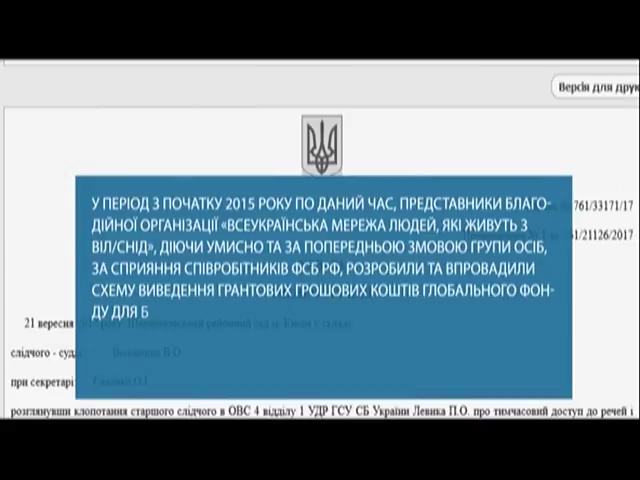 Версія для друк
У ПЕРІОД З ПОЧАТКУ 2015 РОКУ ПО ДАНИЙ ЧАС, ПРЕДСТАВНИКИ БЛАГО-
ДІЙНОЇ ОРГАНІЗАЦІЇ «ВСЕУКРАЇНСЬКА МЕРЕЖА ЛЮДЕЙ, ЯКІ ЖИВУТЬ З
761/33171/17
ВІЛ/СНІД», ДІЮЧИ УМИСНО ТА ЗА ПОПЕРЕДНЬОЮ ЗМОВОЮ ГРУПИ ОСІБ,
61/21126/2017
ЗА СПРИЯННЯ СПІВРОБІТНИКІВ ФСБ РФ, РОЗРОБИЛИ ТА ВПРОВАДИЛИ
СХЕМУ ВИВЕДЕННЯ ГРАНТОВИХ ГРОШОВИХ КОШТІВ ГЛОБАЛЬНОГО ФОН-
ДУ ДЛЯ Б
21 вересня
слідчого - судді
при секретарі
розглянувши клопотання старшого слідчого в ОВС 4 відділу 1 УДР ГСУ СБ України Левика П.О. про тимчасовий доступ до речей і